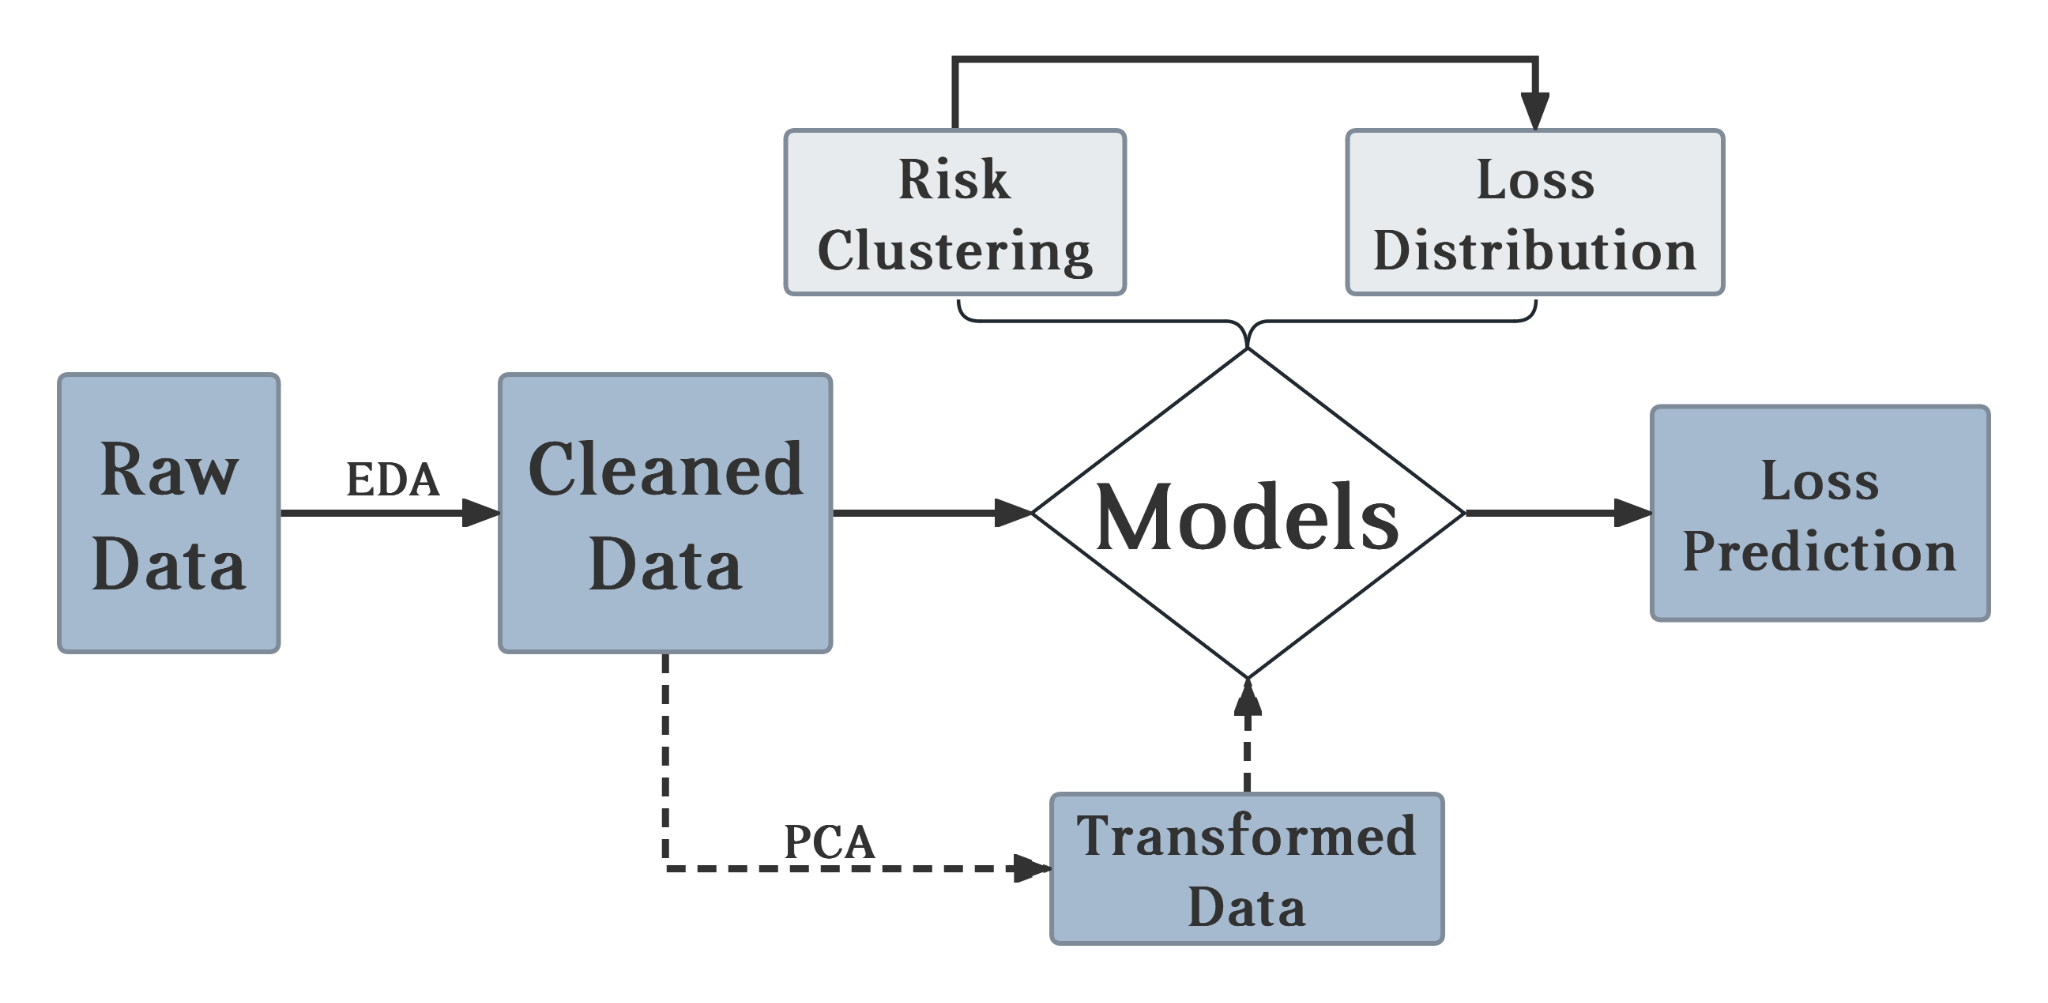 Risk
Clustering
Loss
Distribution
Raw
Data
EDA
Cleaned
Data
Models
Loss
Prediction
PCA
Transformed
Data